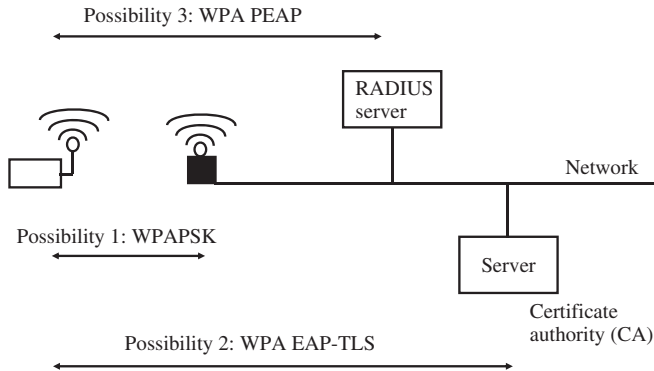 Possibility 3: WPA PEAP
RADIUS
server
Network
Possibility 1: WPAPSK
Server
Certificate
authority (CA)
Possibility 2: WPA EAP-TLS